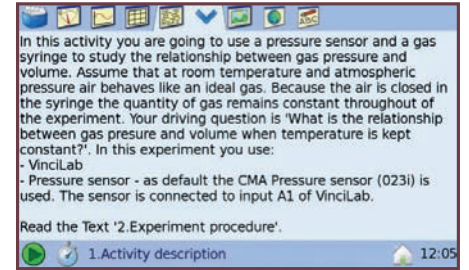 ABC
In this activity you are going to use a pressure sensor and a gas
syringe to study the relationship between gas pressure and
volume. Assume that at room temperature and atmospheric
pressure air behaves like an ideal gas. Because the air is closed in
the syringe the quantity of gas remains constant throughout of
the experiment. Your driving question is 'What is the relationship
between gas presure and volume when temperature is kept
constant?'. In this experiment you use:
- VinciLab
- Pressure sensor - as default the CMA Pressure sensor (023i) is
used. The sensor is connected to input A1 of VinciLab.
Read the Text '2.Experiment procedure'.
1.Activity description 12:05